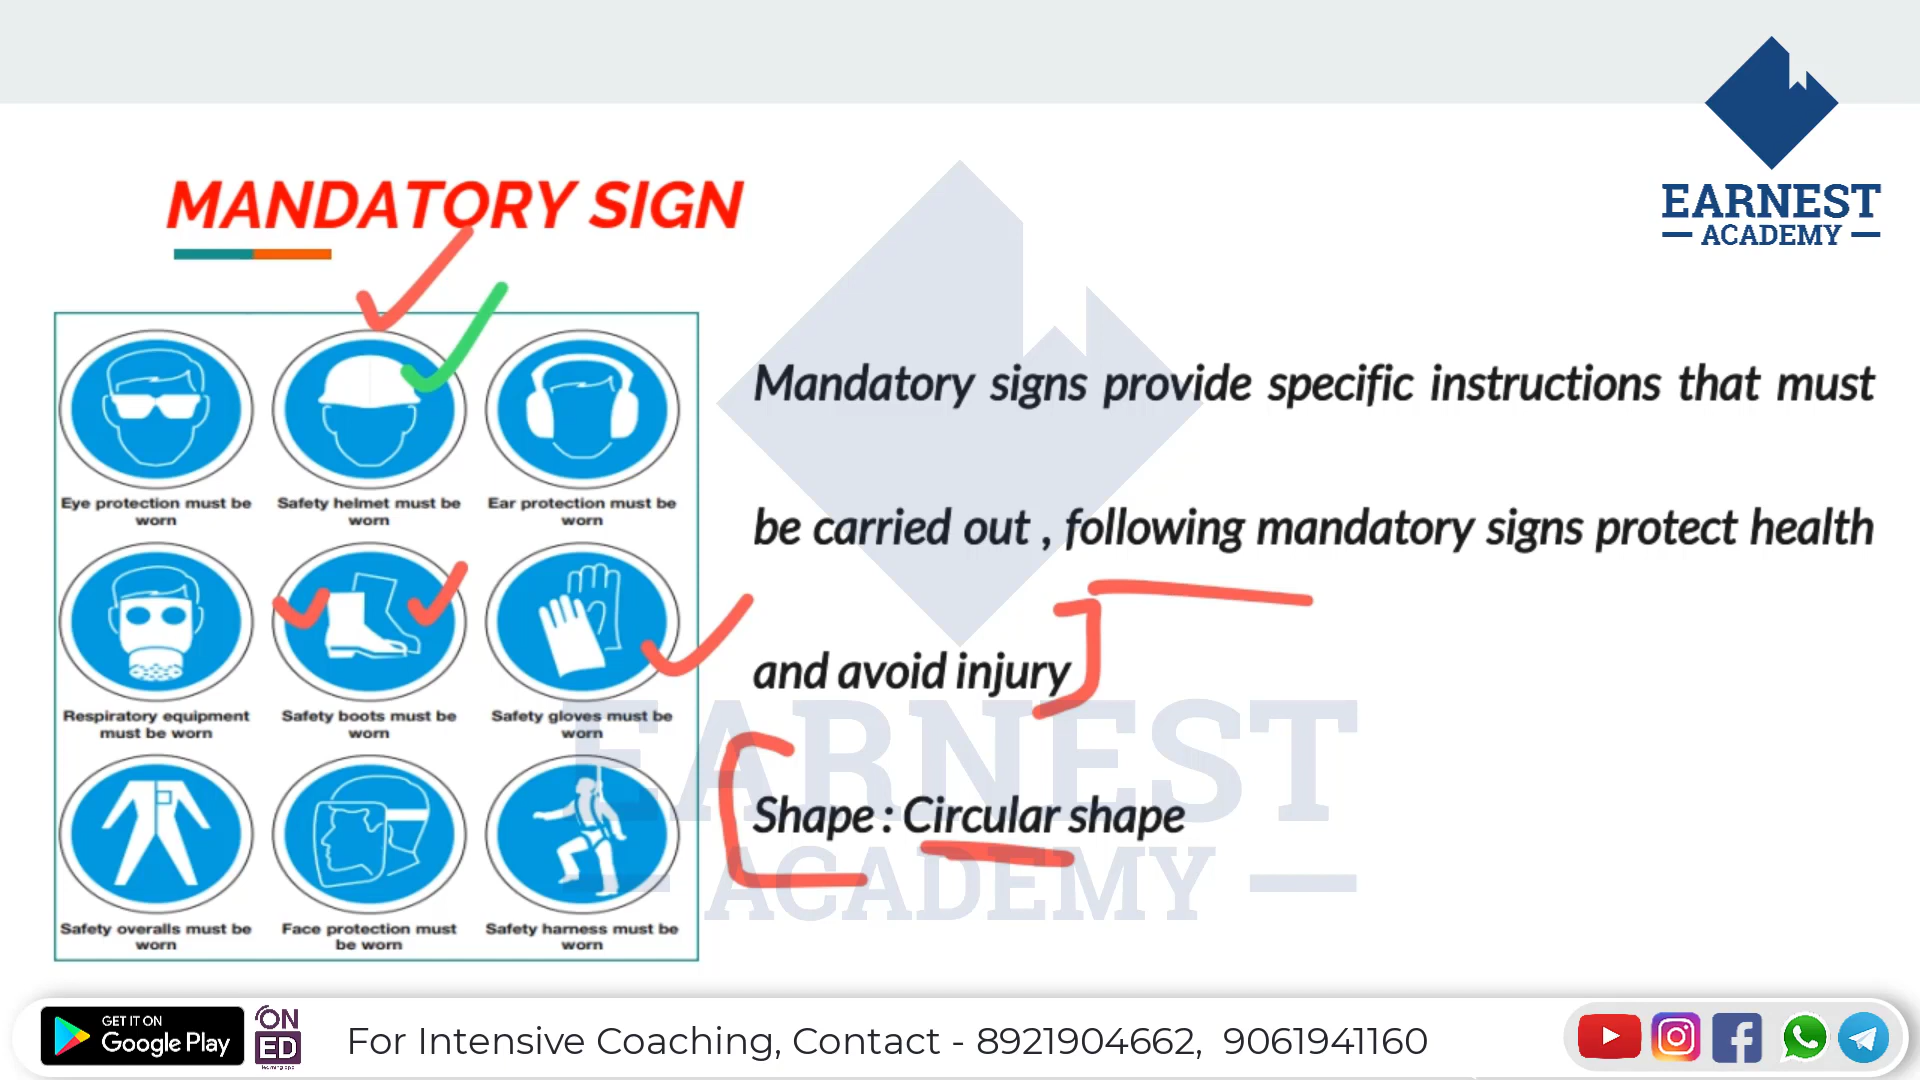 EARNEST
ACADEMY
MANDATORY SIGN
Eye protection must be
worn
Safety helmet must be
worn
Ear protection must be
worn
Respiratory equipment
must be worn
Safety boots must be
worn
Safety gloves must be
worn
Safety overalls must be
worn
Face protection must
be worn
Safety harness must be
worn
Mandatory signs provide specific instructions that must
be carried out , following mandatory signs protect health
and avoid injury
Shape : Circular shape
EARNEST
ACADEMY
GET IT ON
Google Play
ON
ED
For Intensive Coaching, Contact - 8921904662, 9061941160